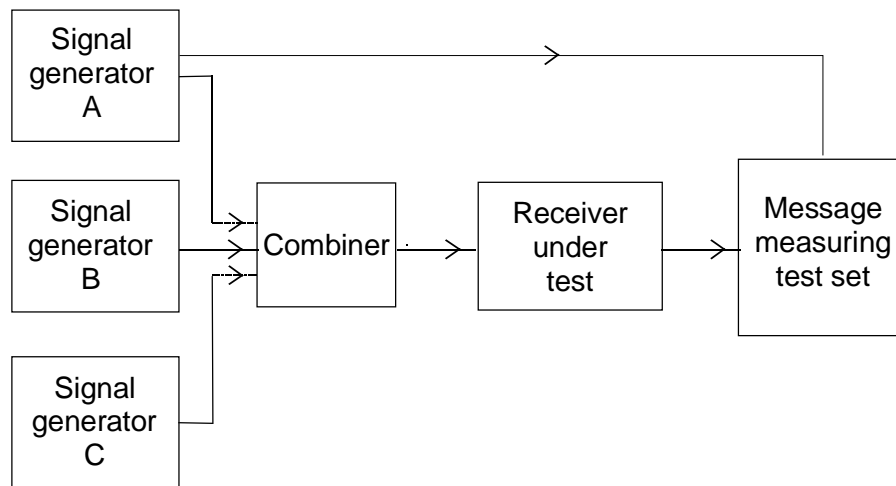 Signal
generator
A
Signal
generator
B
Signal
generator
C
Combiner
Receiver
under
test
Message
measuring
test set